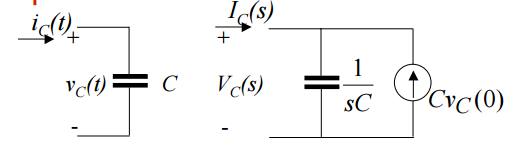 i_C(t)
+
v_C(t)
C
-
I_C(s)
+
V_C(s)
1
sC
Cv_C(0)
-